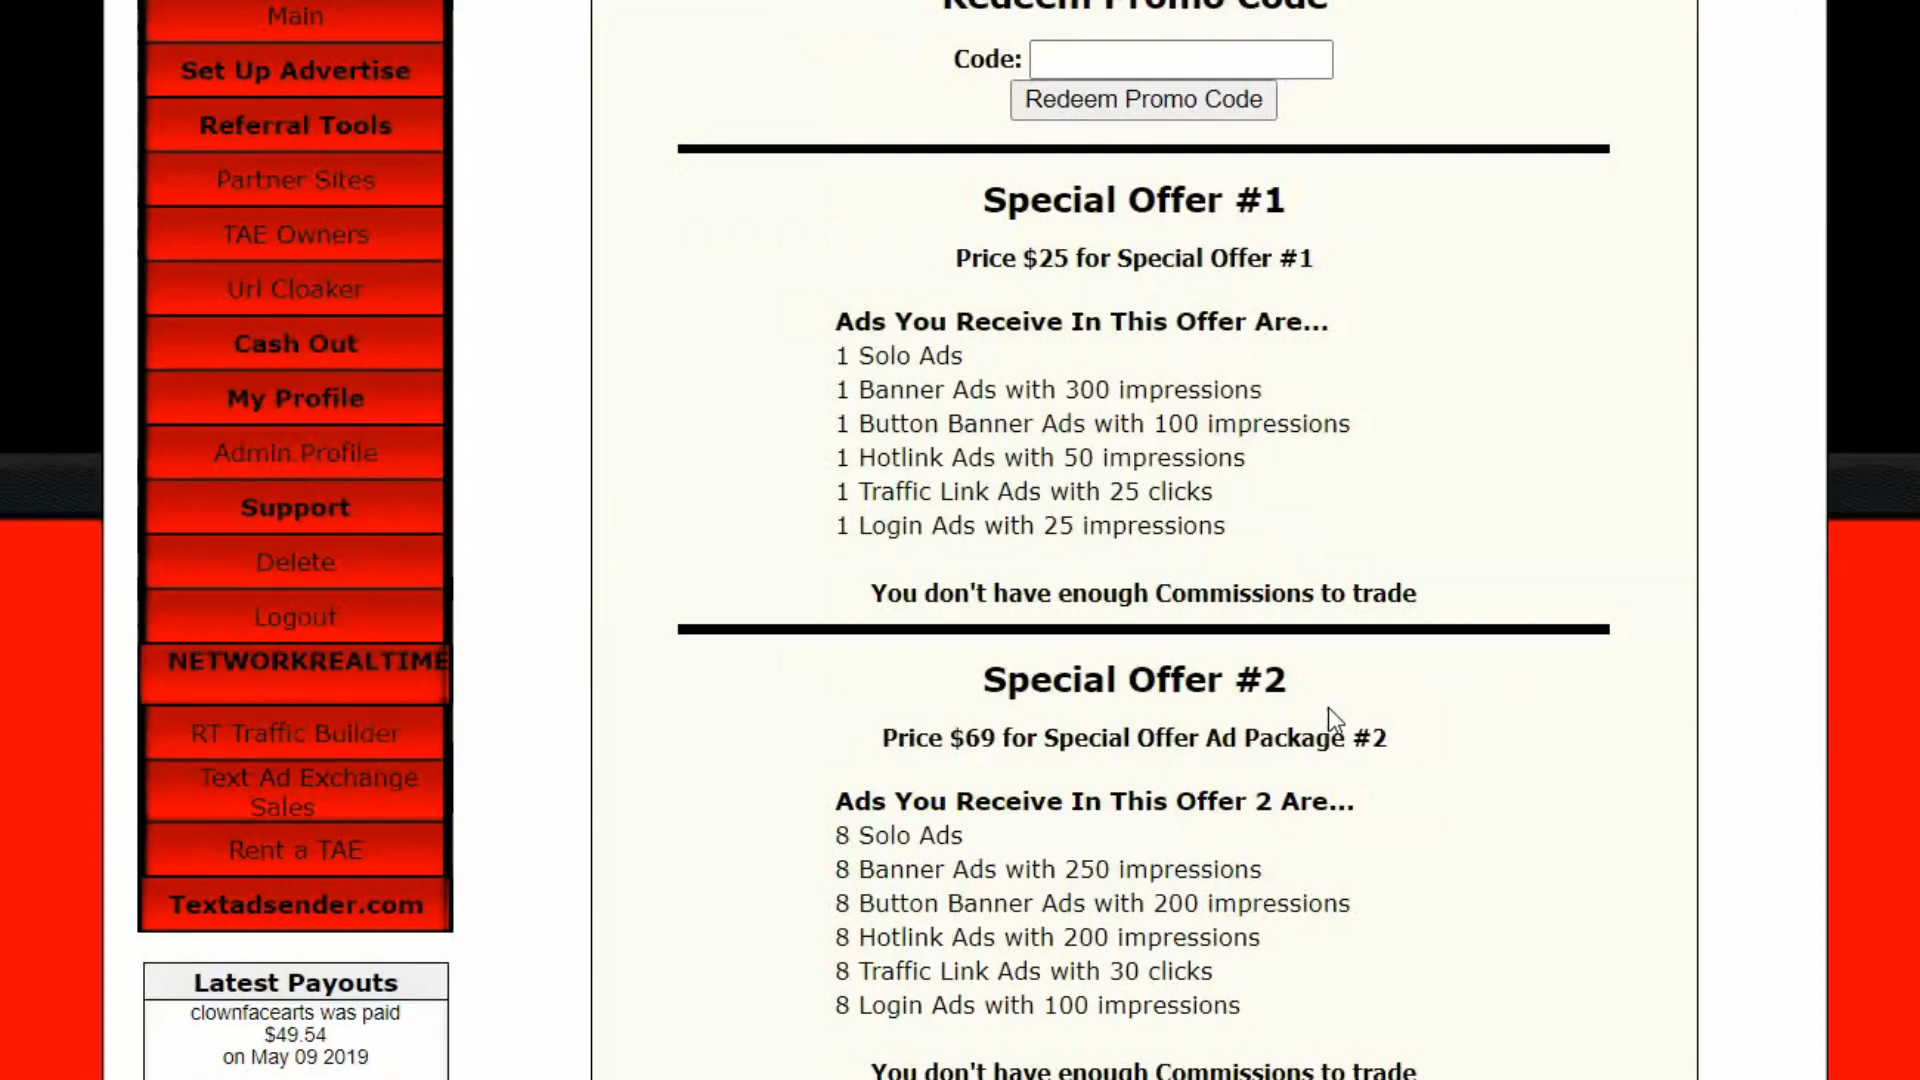 Main
Set Up Advertise
Referral Tools
Partner Sites
TAE Owners
Url Cloaker
Cash Out
My Profile
Admin Profile
Support
Delete
Logout
NETWORKREALTIME
RT Traffic Builder
Text Ad Exchange
Sales
Rent a TAE
Textadsender.com
Latest Payouts
clownfacearts was paid
$49.54
on May 09 2019
Redeem Promo Code
Code:
Redeem Promo Code
Special Offer #1
Price $25 for Special Offer #1
Ads You Receive In This Offer Are...
1 Solo Ads
1 Banner Ads with 300 impressions
1 Button Banner Ads with 100 impressions
1 Hotlink Ads with 50 impressions
1 Traffic Link Ads with 25 clicks
1 Login Ads with 25 impressions
You don't have enough Commissions to trade
Special Offer #2
Price $69 for Special Offer Ad Package #2
Ads You Receive In This Offer 2 Are...
8 Solo Ads
8 Banner Ads with 250 impressions
8 Button Banner Ads with 200 impressions
8 Hotlink Ads with 200 impressions
8 Traffic Link Ads with 30 clicks
8 Login Ads with 100 impressions
You don't have enough Commissions to trade